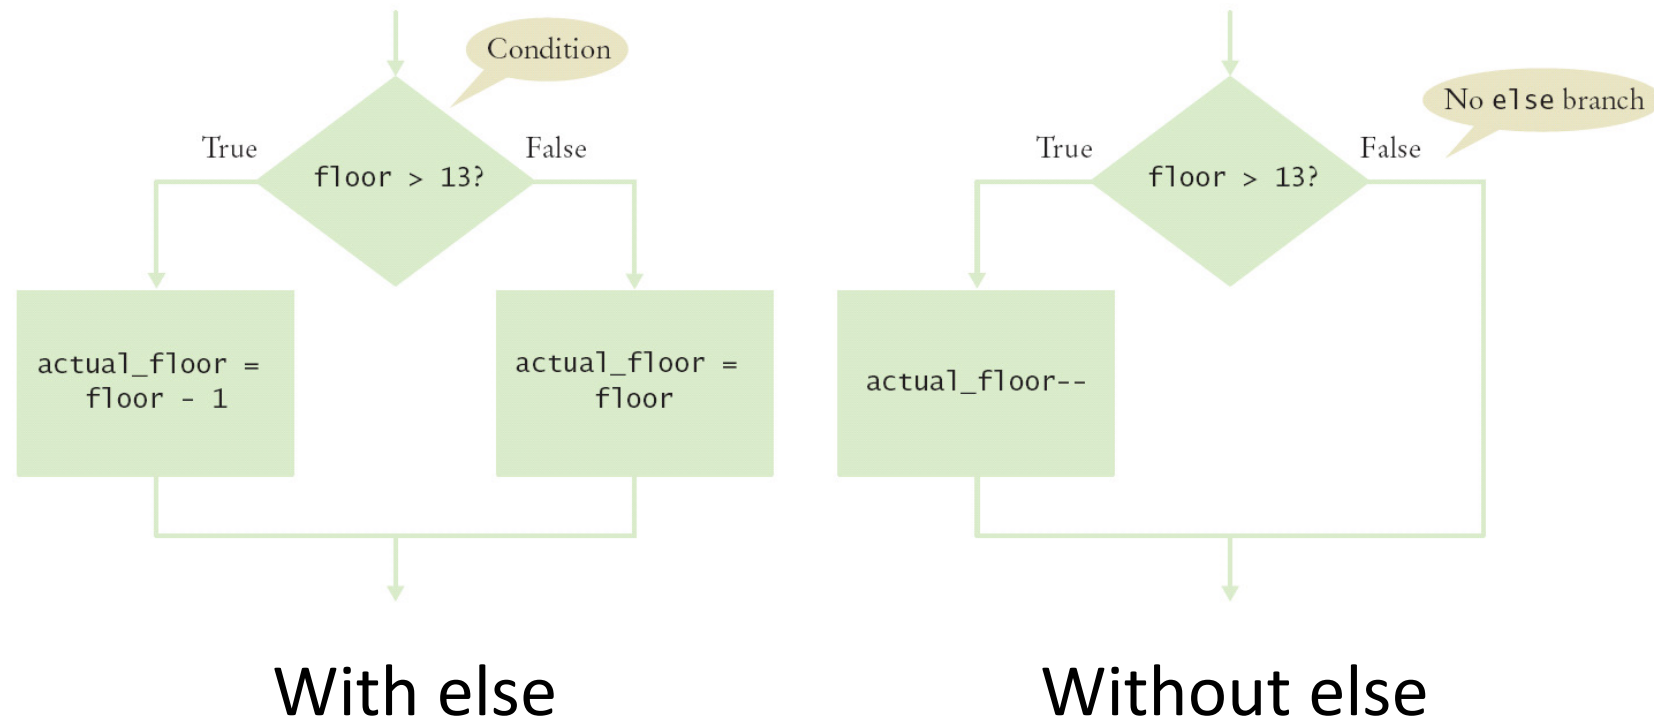 Condition
True
False
floor > 13?
actual_floor =
floor - 1
actual_floor =
floor
With else
No else branch
True
False
floor > 13?
actual_floor--
Without else